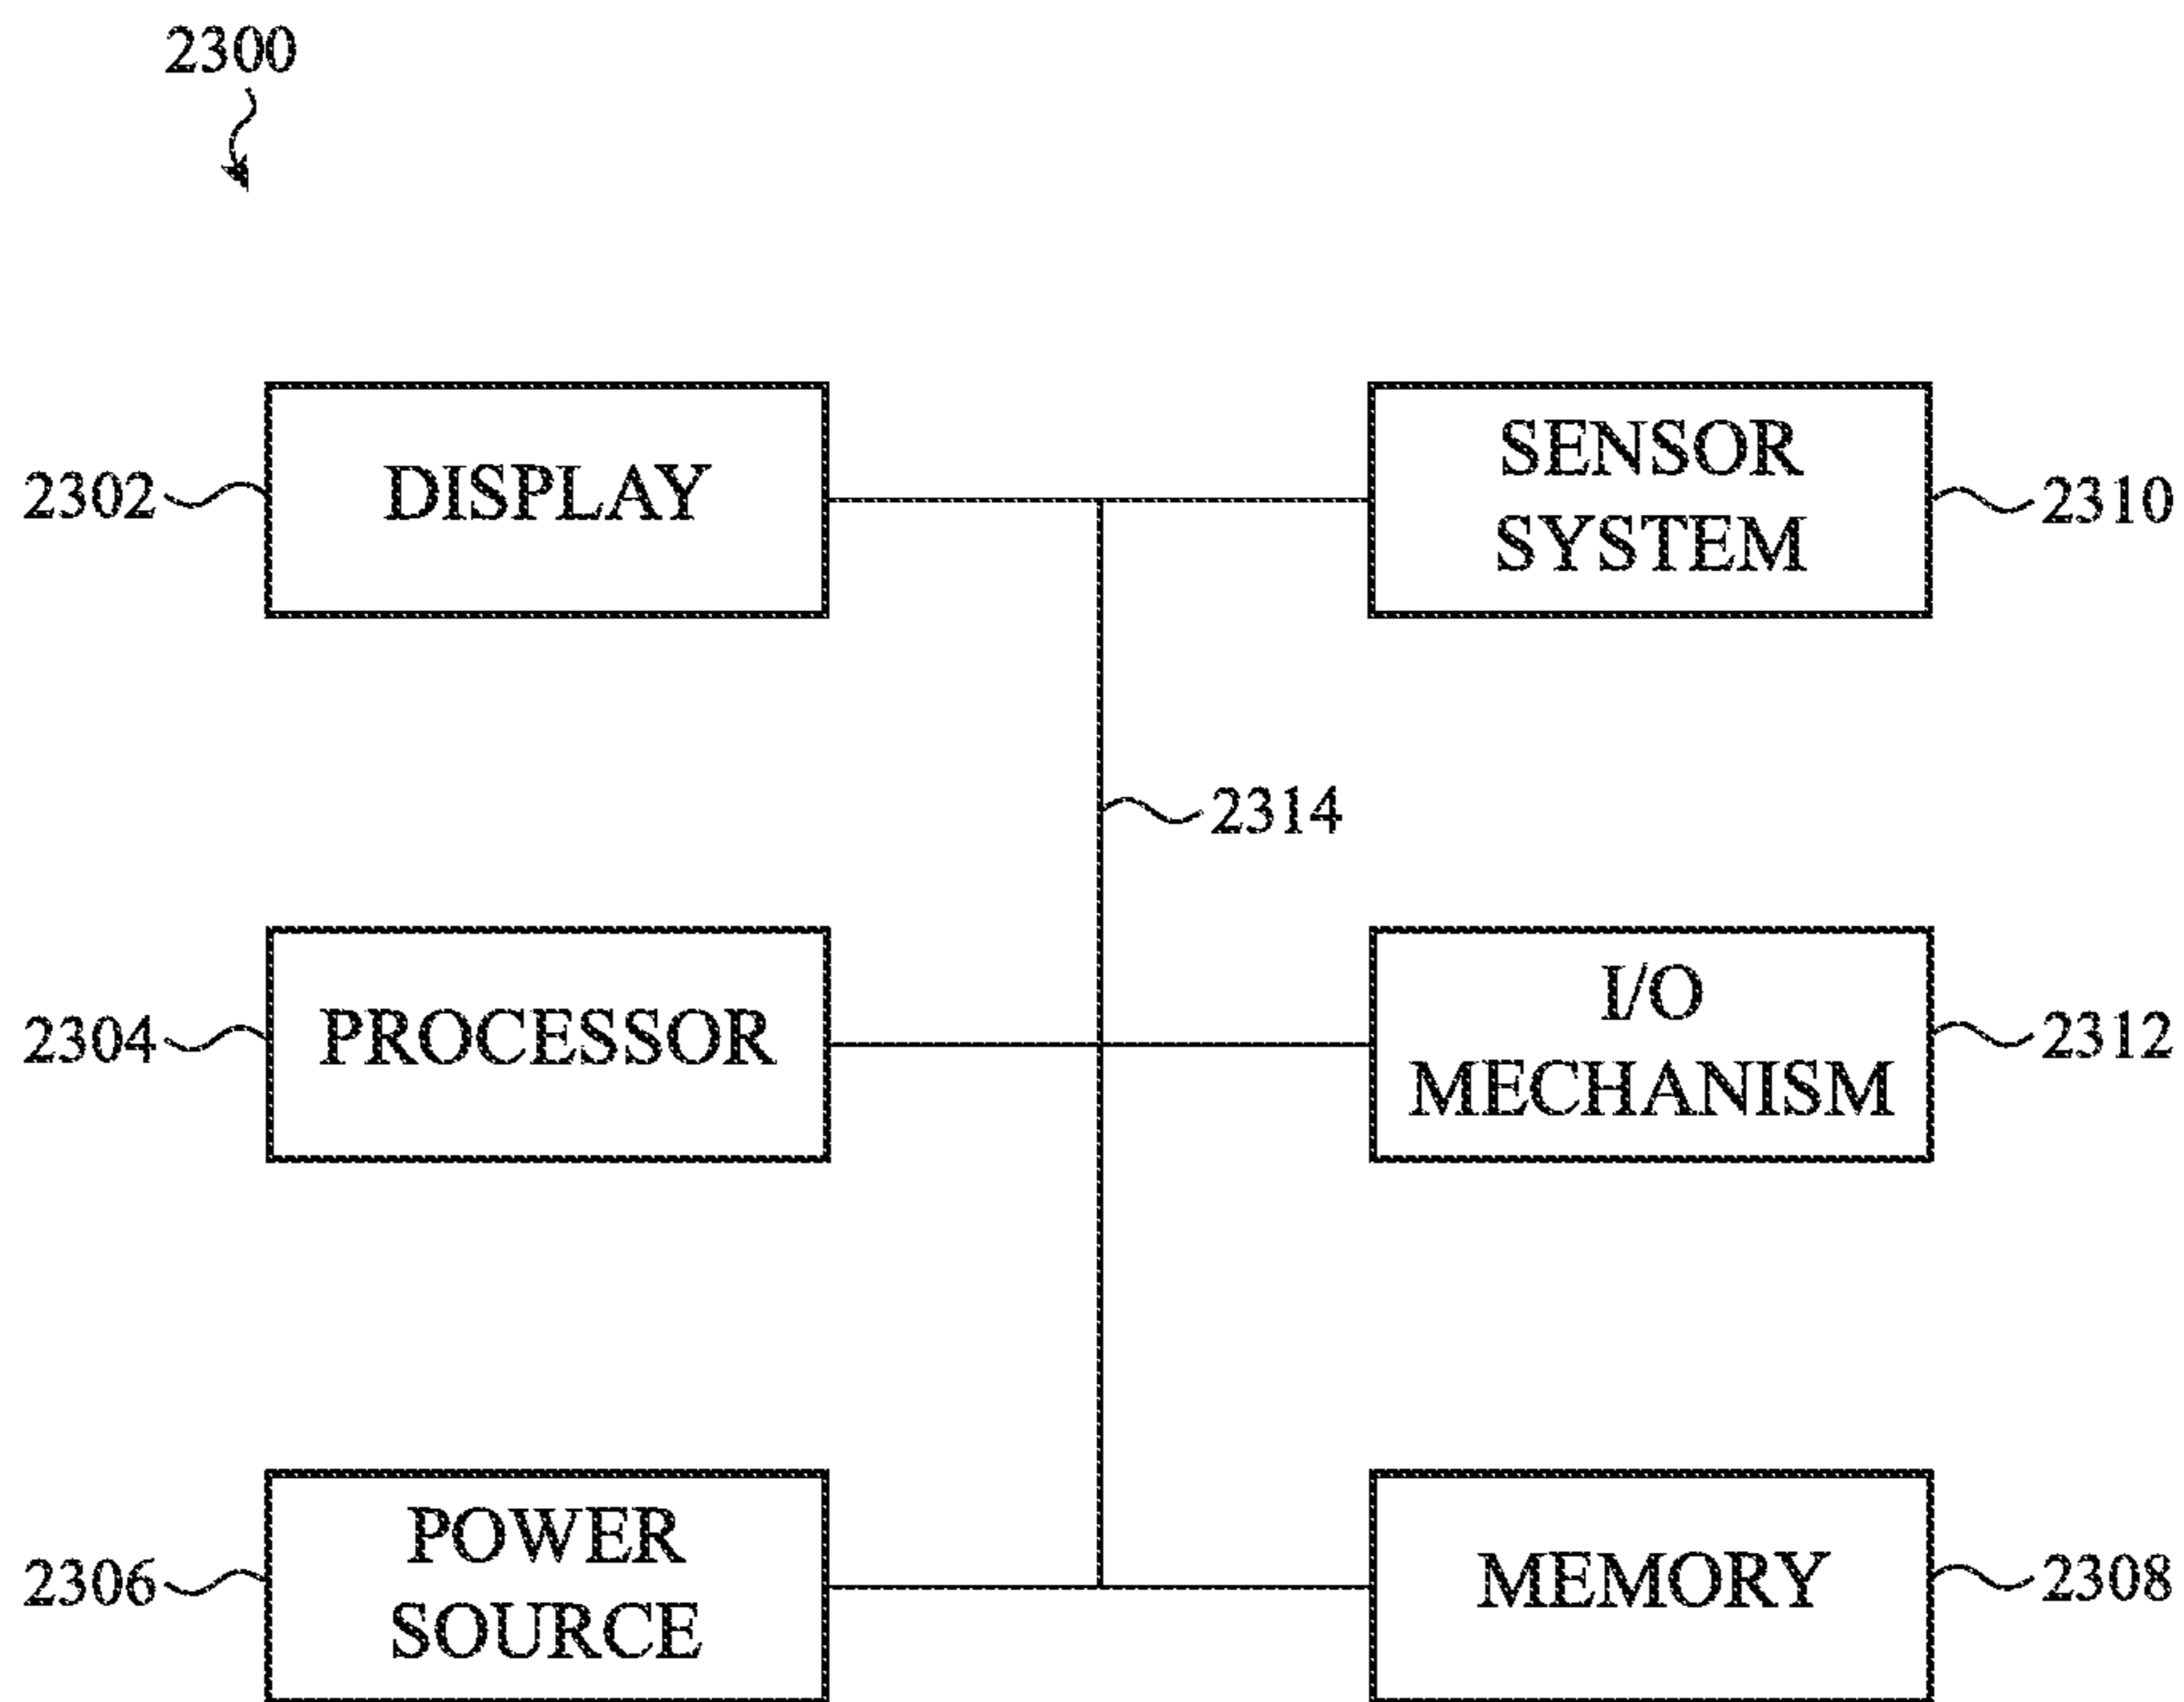 2300
2302
DISPLAY
SENSOR
SYSTEM
2310
2314
2304
PROCESSOR
I/O
MECHANISM
2312
2306
POWER
SOURCE
MEMORY
2308